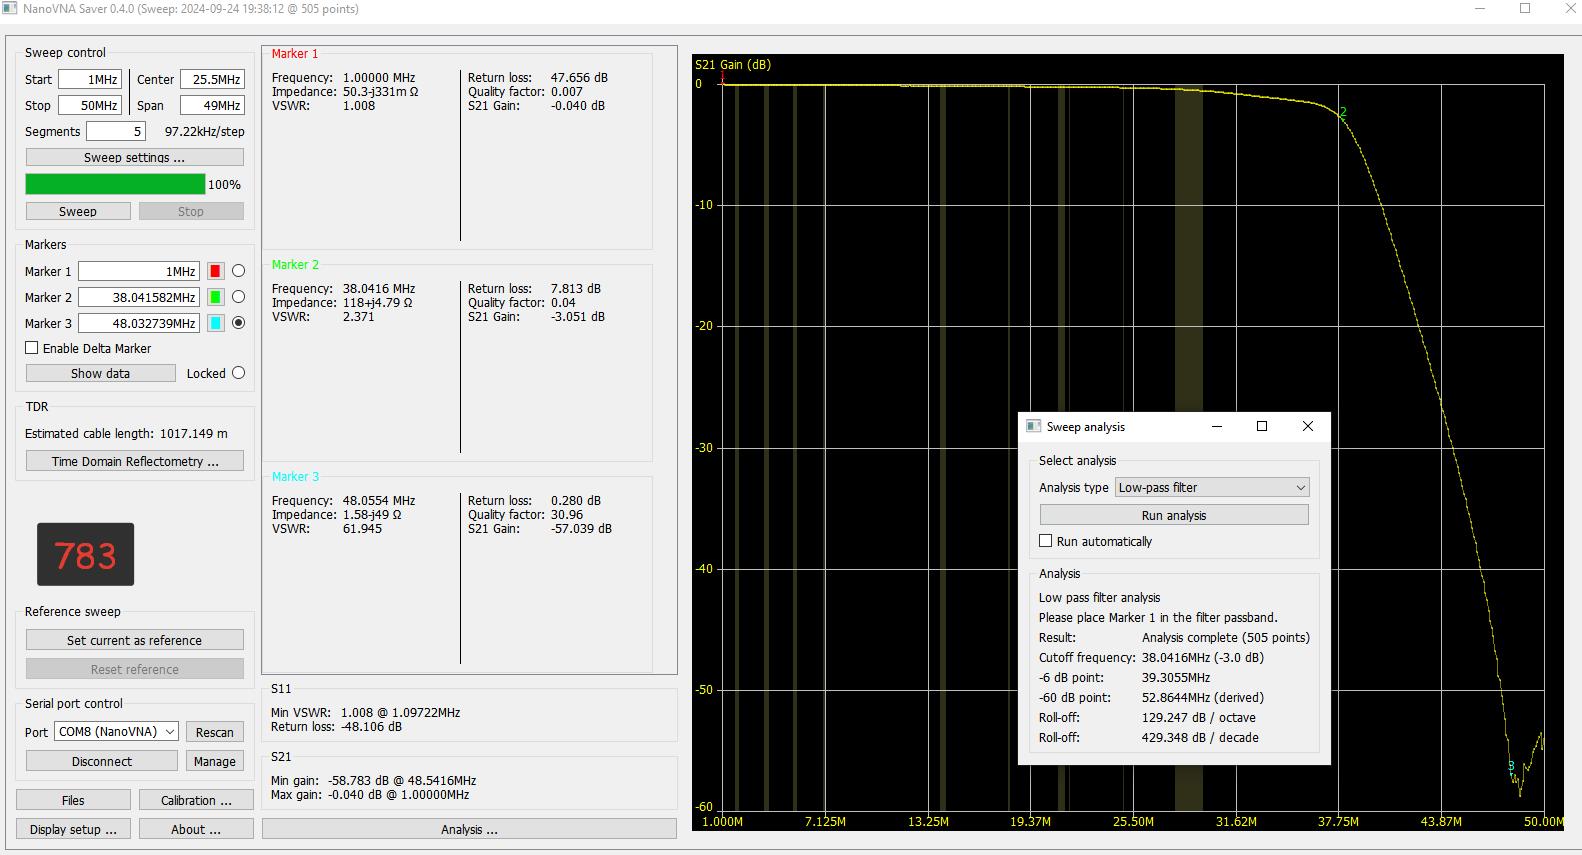 NanoVNA Saver 0.4.0 (Sweep: 2024-09-24 19:38:12 @ 505 points)
Sweep control
Start 1MHz Center 25.5MHz
Stop 50MHz Span 49MHz
Segments 5 97.22kHz/step
Sweep settings ...
100%
Sweep Stop
Markers
Marker 1 1MHz
Marker 2 38.041582MHz
Marker 3 48.032739MHz
Enable Delta Marker
Show data Locked
TDR
Estimated cable length: 1017.149 m
Time Domain Reflectometry ...
783
Reference sweep
Set current as reference
Reset reference
Serial port control
Port COM8 (NanoVNA) Rescan
Disconnect Manage
Files Calibration ...
Display setup ... About ...
Marker 1
Frequency: 1.00000 MHz Return loss: 47.656 dB
Impedance: 50.3-j331m Ω Quality factor: 0.007
VSWR: 1.008 S21 Gain: -0.040 dB
Marker 2
Frequency: 38.0416 MHz Return loss: 7.813 dB
Impedance: 118+j4.79 Ω Quality factor: 0.04
VSWR: 2.371 S21 Gain: -3.051 dB
Marker 3
Frequency: 48.0554 MHz Return loss: 0.280 dB
Impedance: 1.58-j49 Ω Quality factor: 30.96
VSWR: 61.945 S21 Gain: -57.039 dB
S11
Min VSWR: 1.008 @ 1.09722MHz
Return loss: -48.106 dB
S21
Min gain: -58.783 dB @ 48.5416MHz
Max gain: -0.040 dB @ 1.00000MHz
Analysis ...
S21 Gain (dB)
1
0
2
-10
-20
-30
-40
-50
3
-60
1.000M 7.125M 13.25M 19.37M 25.50M 31.62M 37.75M 43.87M 50.00M
Sweep analysis
Select analysis
Analysis type Low-pass filter
Run analysis
Run automatically
Analysis
Low pass filter analysis
Please place Marker 1 in the filter passband.
Result: Analysis complete (505 points)
Cutoff frequency: 38.0416MHz (-3.0 dB)
-6 dB point: 39.3055MHz
-60 dB point: 52.8644MHz (derived)
Roll-off: 129.247 dB / octave
Roll-off: 429.348 dB / decade